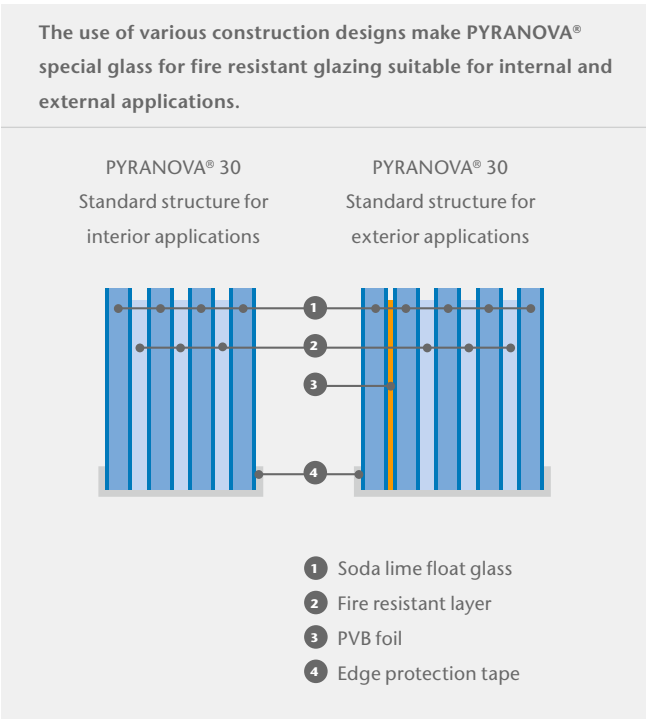 The use of various construction designs make PYRANOVA®
special glass for fire resistant glazing suitable for internal and
external applications.
PYRANOVA® 30
Standard structure for
interior applications
PYRANOVA® 30
Standard structure for
exterior applications
1
2
3
4
1 Soda lime float glass
2 Fire resistant layer
3 PVB foil
4 Edge protection tape